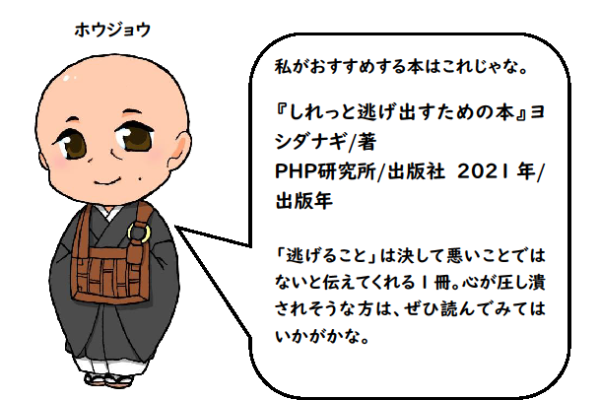 ホウジョウ
私がおすすめする本はこれじゃな。
『しれっと逃げ出すための本』ヨ
シダナギ/著
PHP研究所/出版社 2021年/
出版年
「逃げること」は決して悪いことでは
ないと伝えてくれる1冊。心が圧し潰
されそうな方は、ぜひ読んでみては
いかがかな。